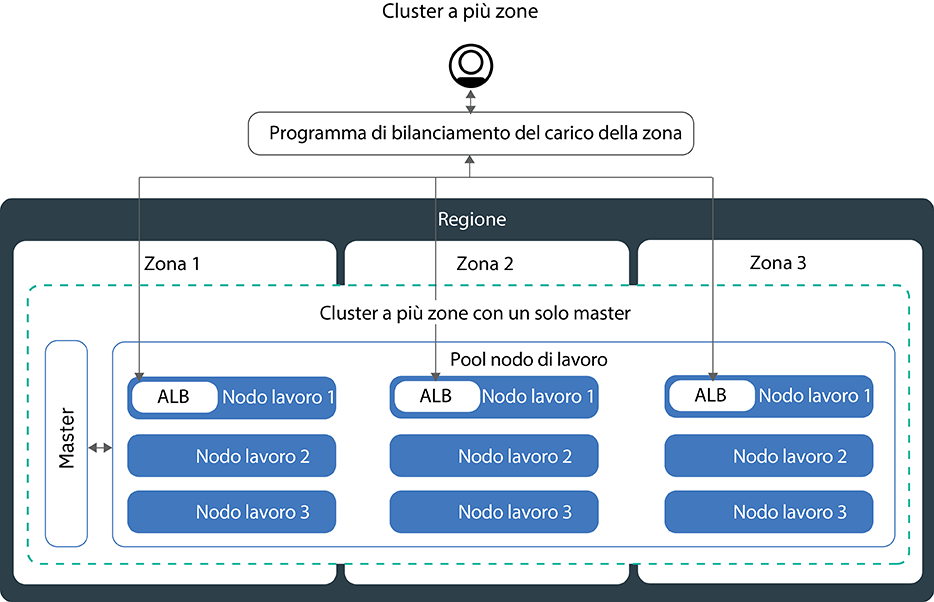 Cluster a più zone
Programma di bilanciamento del carico della zona
Regione
Zona 1
Zona 2
Zona 3
Cluster a più zone con un solo master
Pool nodo di lavoro
Master
ALB Nodo lavoro 1
ALB Nodo lavoro 1
ALB Nodo lavoro 1
Nodo lavoro 2
Nodo lavoro 2
Nodo lavoro 2
Nodo lavoro 3
Nodo lavoro 3
Nodo lavoro 3